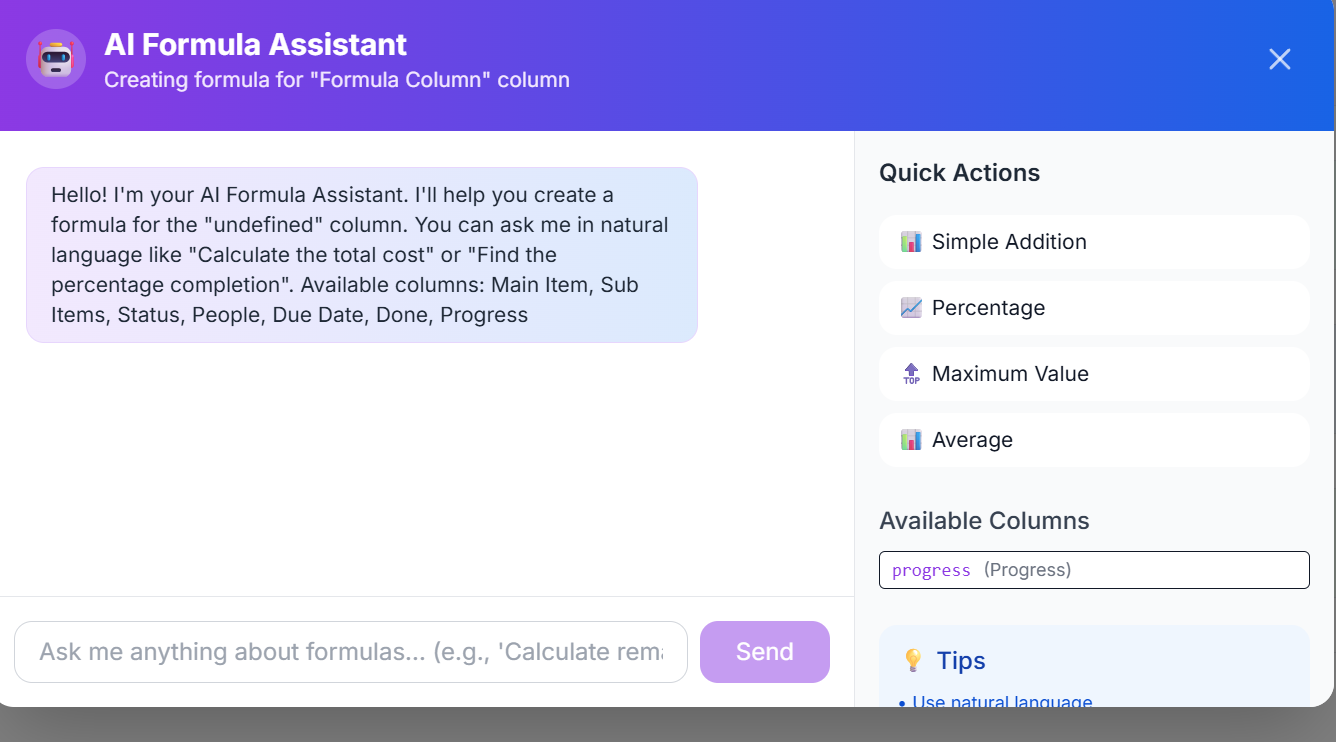 AI Formula Assistant
Creating formula for "Formula Column" column
Hello! I'm your AI Formula Assistant. I'll help you create a
formula for the "undefined" column. You can ask me in natural
language like "Calculate the total cost" or "Find the
percentage completion". Available columns: Main Item, Sub
Items, Status, People, Due Date, Done, Progress
Ask me anything about formulas... (e.g., 'Calculate
Send
Quick Actions
Simple Addition
Percentage
TOP
Maximum Value
Average
Available Columns
progress (Progress)
Tips
• Use natural language